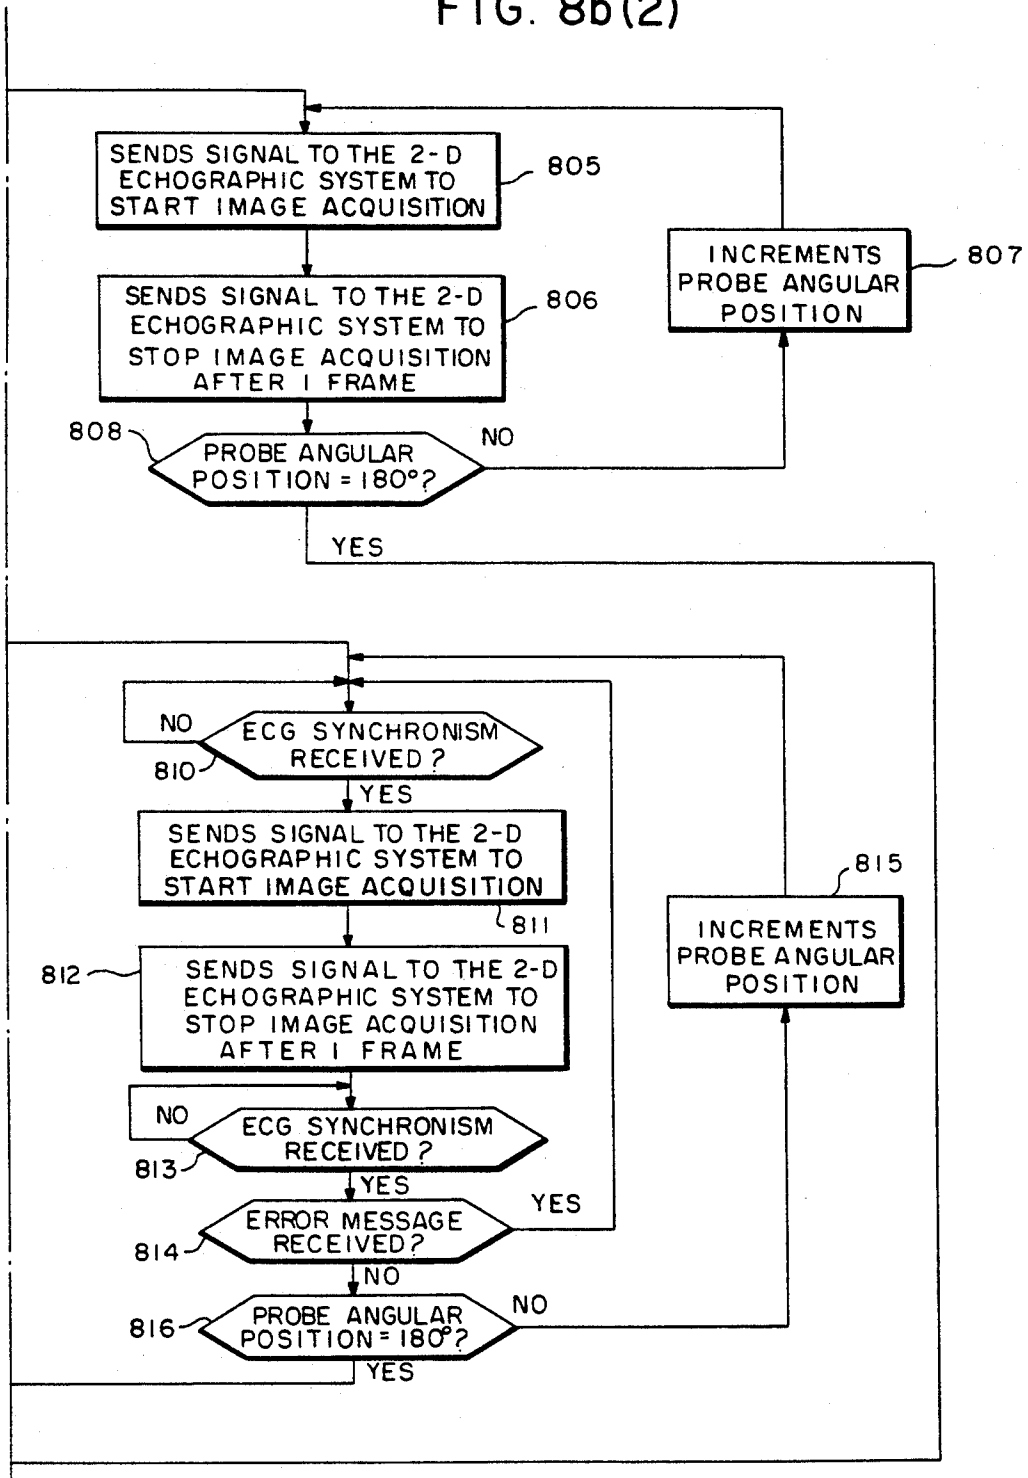 FIG. 8b(2)
SENDS SIGNAL TO THE 2-D
ECHOGRAPHIC SYSTEM TO
START IMAGE ACQUISITION
805
SENDS SIGNAL TO THE 2-D
ECHOGRAPHIC SYSTEM TO
STOP IMAGE ACQUISITION
AFTER 1 FRAME
806
INCREMENTS
PROBE ANGULAR
POSITION
807
808
PROBE ANGULAR
POSITION = 180°?
NO
YES
NO
ECG SYNCHRONISM
RECEIVED?
810
YES
SENDS SIGNAL TO THE 2-D
ECHOGRAPHIC SYSTEM TO
START IMAGE ACQUISITION
811
815
INCREMENTS
PROBE ANGULAR
POSITION
812
SENDS SIGNAL TO THE 2-D
ECHOGRAPHIC SYSTEM TO
STOP IMAGE ACQUISITION
AFTER 1 FRAME
NO
ECG SYNCHRONISM
RECEIVED?
813
YES
ERROR MESSAGE
RECEIVED?
YES
814
NO
816
PROBE ANGULAR
POSITION = 180°?
NO
YES